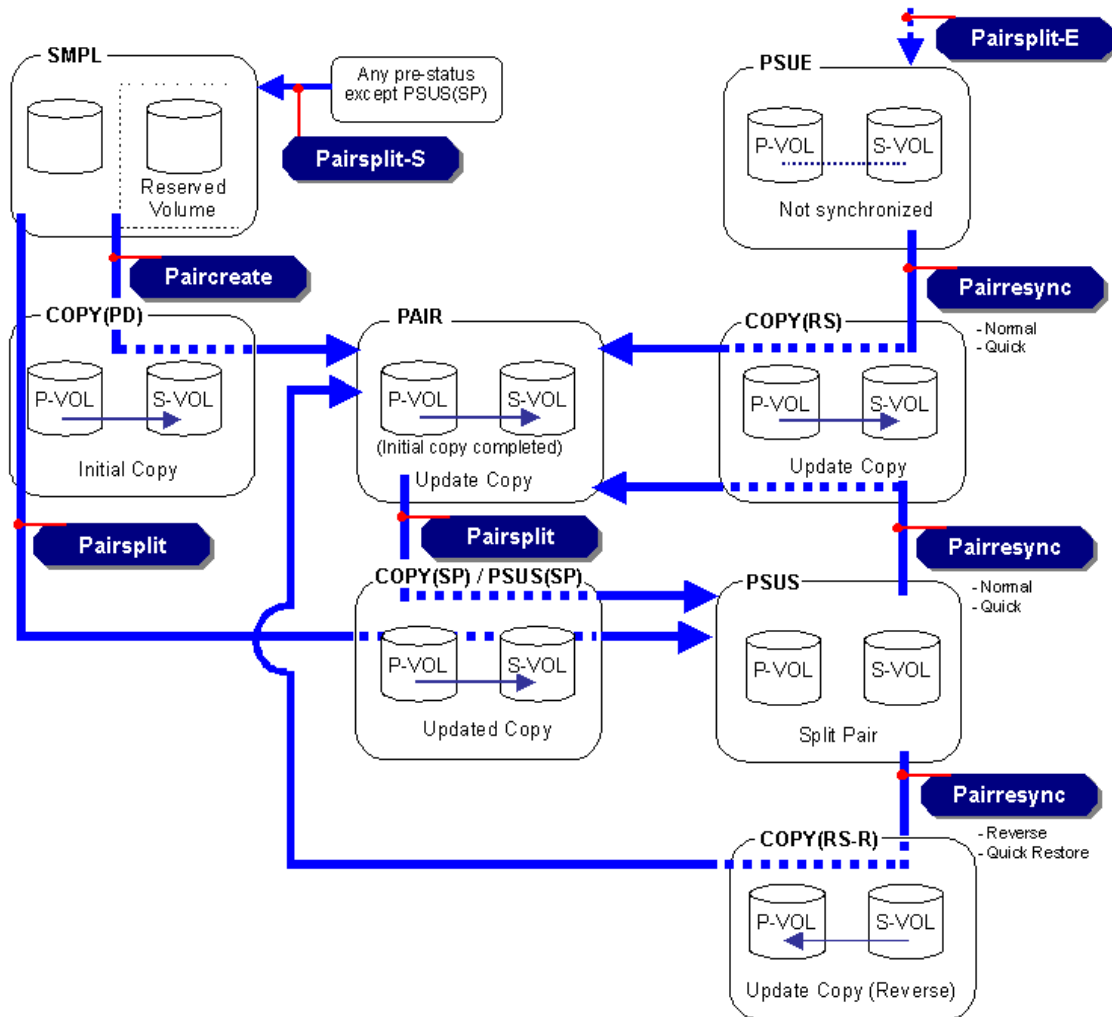 SMPL
Reserved
Volume
Any pre-status
except PSUS(SP)
Pairsplit-S
Pairsplit-E
PSUE
P-VOL
S-VOL
Not synchronized
Paircreate
Pairresync
- Normal
- Quick
COPY(PD)
P-VOL
S-VOL
Initial Copy
PAIR
P-VOL
S-VOL
(Initial copy completed)
Update Copy
COPY(RS)
P-VOL
S-VOL
Update Copy
Pairsplit
Pairsplit
Pairresync
- Normal
- Quick
COPY(SP) / PSUS(SP)
P-VOL
S-VOL
Updated Copy
PSUS
P-VOL
S-VOL
Split Pair
Pairresync
- Reverse
- Quick Restore
COPY(RS-R)
P-VOL
S-VOL
Update Copy (Reverse)